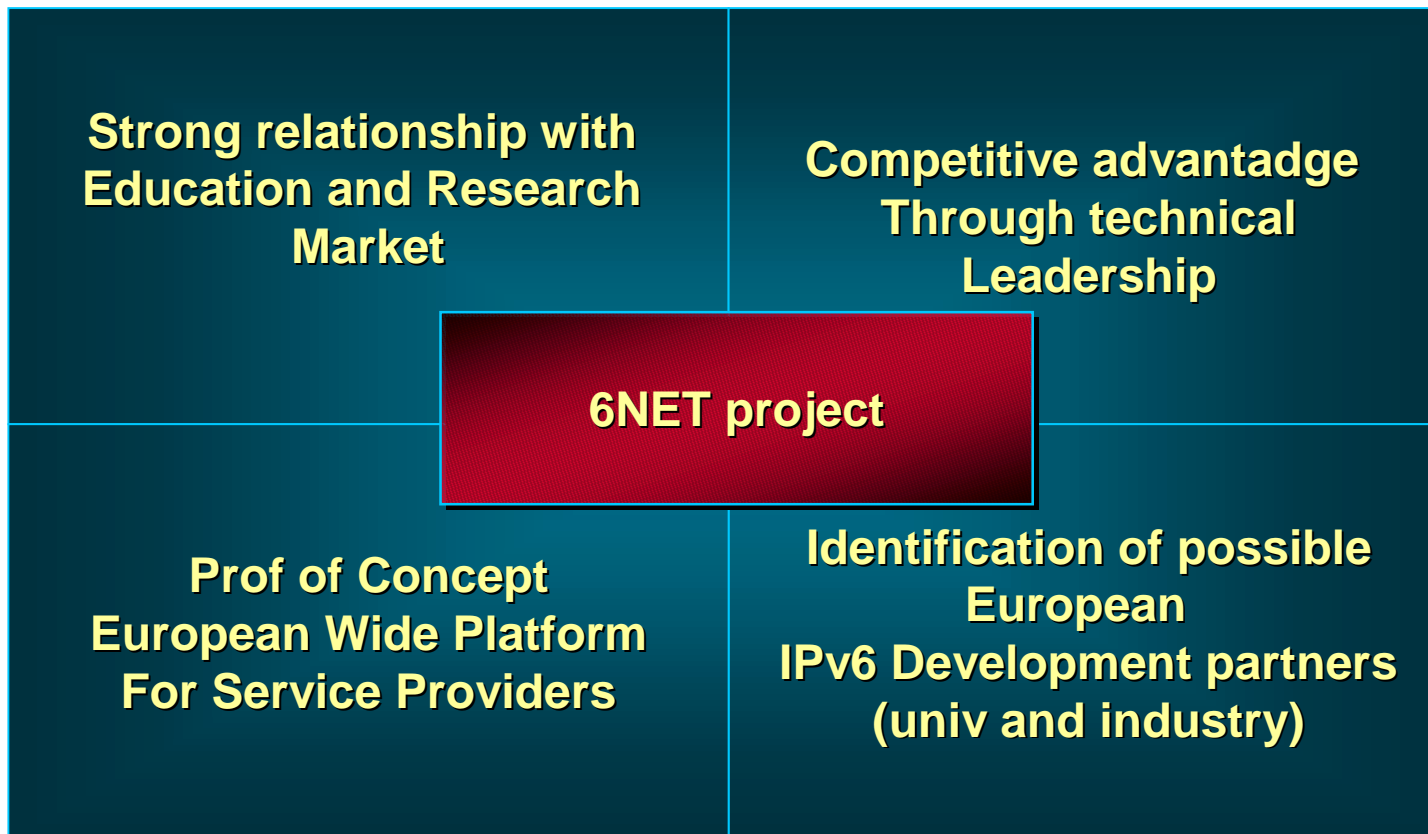 Strong relationship with
Education and Research
Market
Competitive advantadge
Through technical
Leadership
6NET project
Prof of Concept
European Wide Platform
For Service Providers
Identification of possible
European
IPv6 Development partners
(univ and industry)